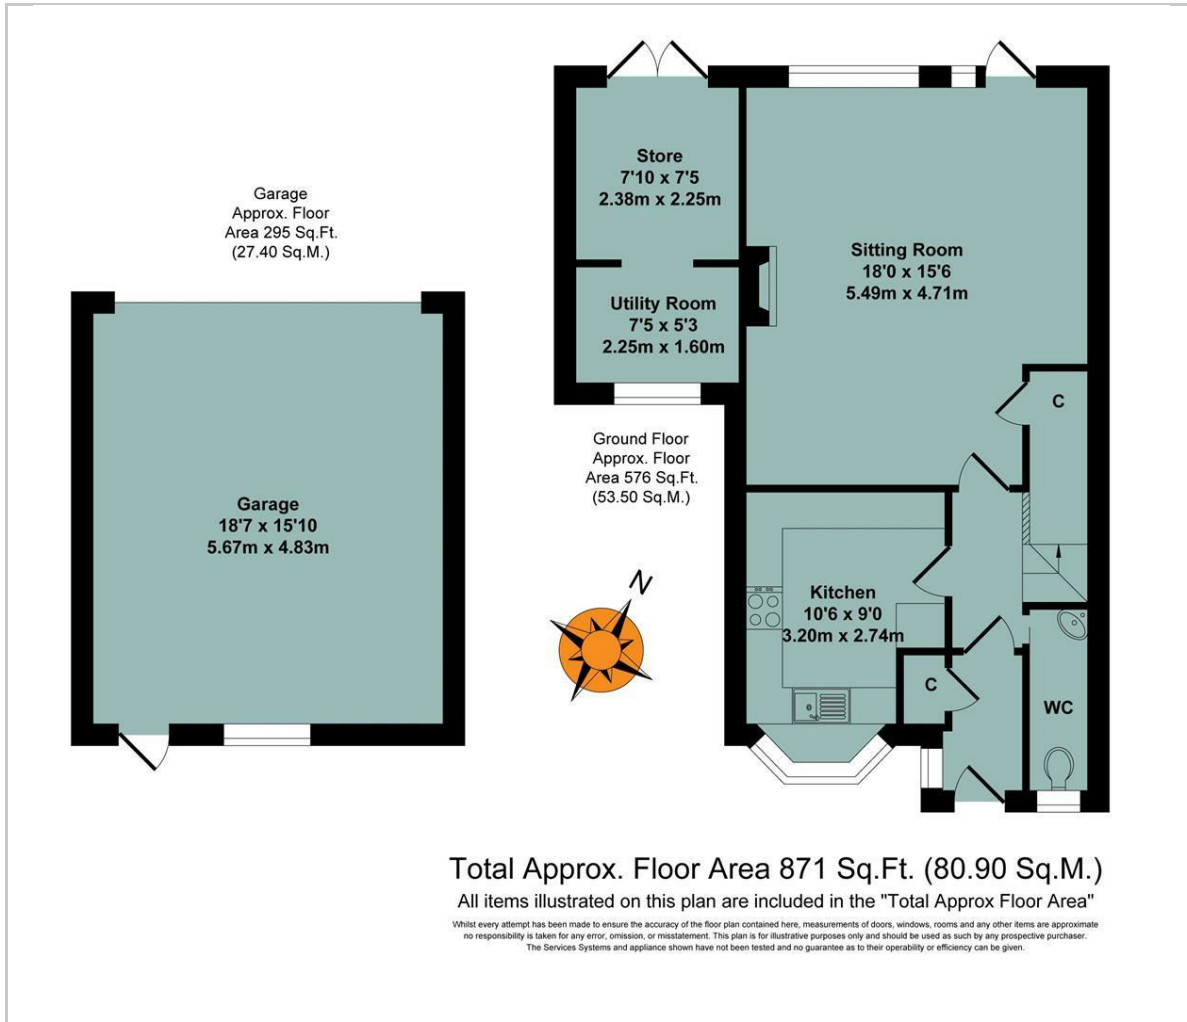 Garage
Approx. Floor
Area 295 Sq.Ft.
(27.40 Sq.M.)
Store
7'10 x 7'5
2.38m x 2.25m
Sitting Room
18'0 x 15'6
5.49m x 4.71m
Utility Room
7'5 x 5'3
2.25m x 1.60m
C
Ground Floor
Approx. Floor
Area 576 Sq.Ft.
(53.50 Sq.M.)
Garage
18'7 x 15'10
5.67m x 4.83m
N
Kitchen
10'6 x 9'0
3.20m x 2.74m
C
WC
Total Approx. Floor Area 871 Sq.Ft. (80.90 Sq.M.)
All items illustrated on this plan are included in the "Total Approx Floor Area"
Whilst every attempt has been made to ensure the accuracy of the floor plan contained here, measurements of doors, windows, rooms and any other items are approximate
no responsibility is taken for any error, omission, or misstatement. This plan is for illustrative purposes only and should be used as such by any prospective purchaser.
The Services Systems and appliance shown have not been tested and no guarantee as to their operability or efficiency can be given.